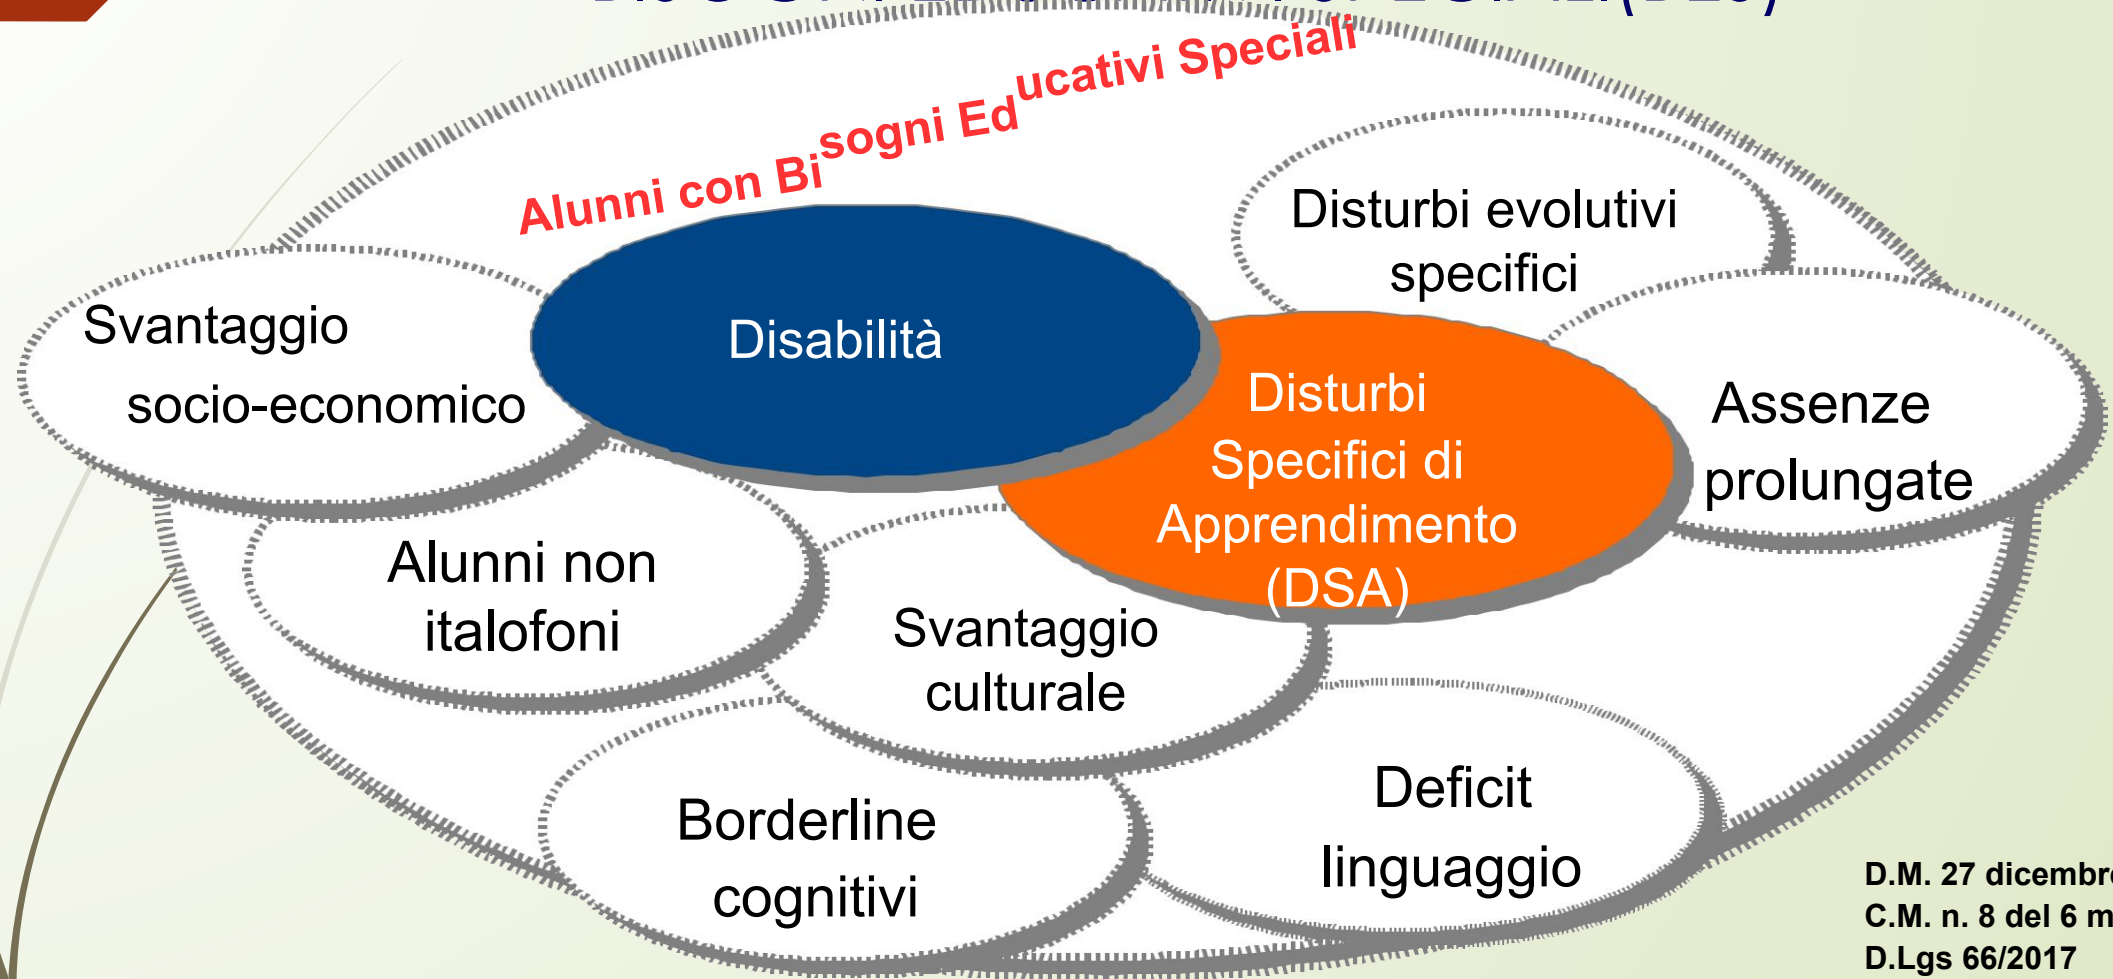 Alunni con Bisogni Educativi Speciali
Disturbi evolutivi
specifici
Svantaggio
socio-economico
Disabilità
Disturbi
Specifici di
Apprendimento
(DSA)
Assenze
prolungate
Alunni non
italofoni
Svantaggio
culturale
Borderline
cognitivi
Deficit
linguaggio
D.M. 27 dicembre
C.M. n. 8 del 6 m
D.Lgs 66/2017